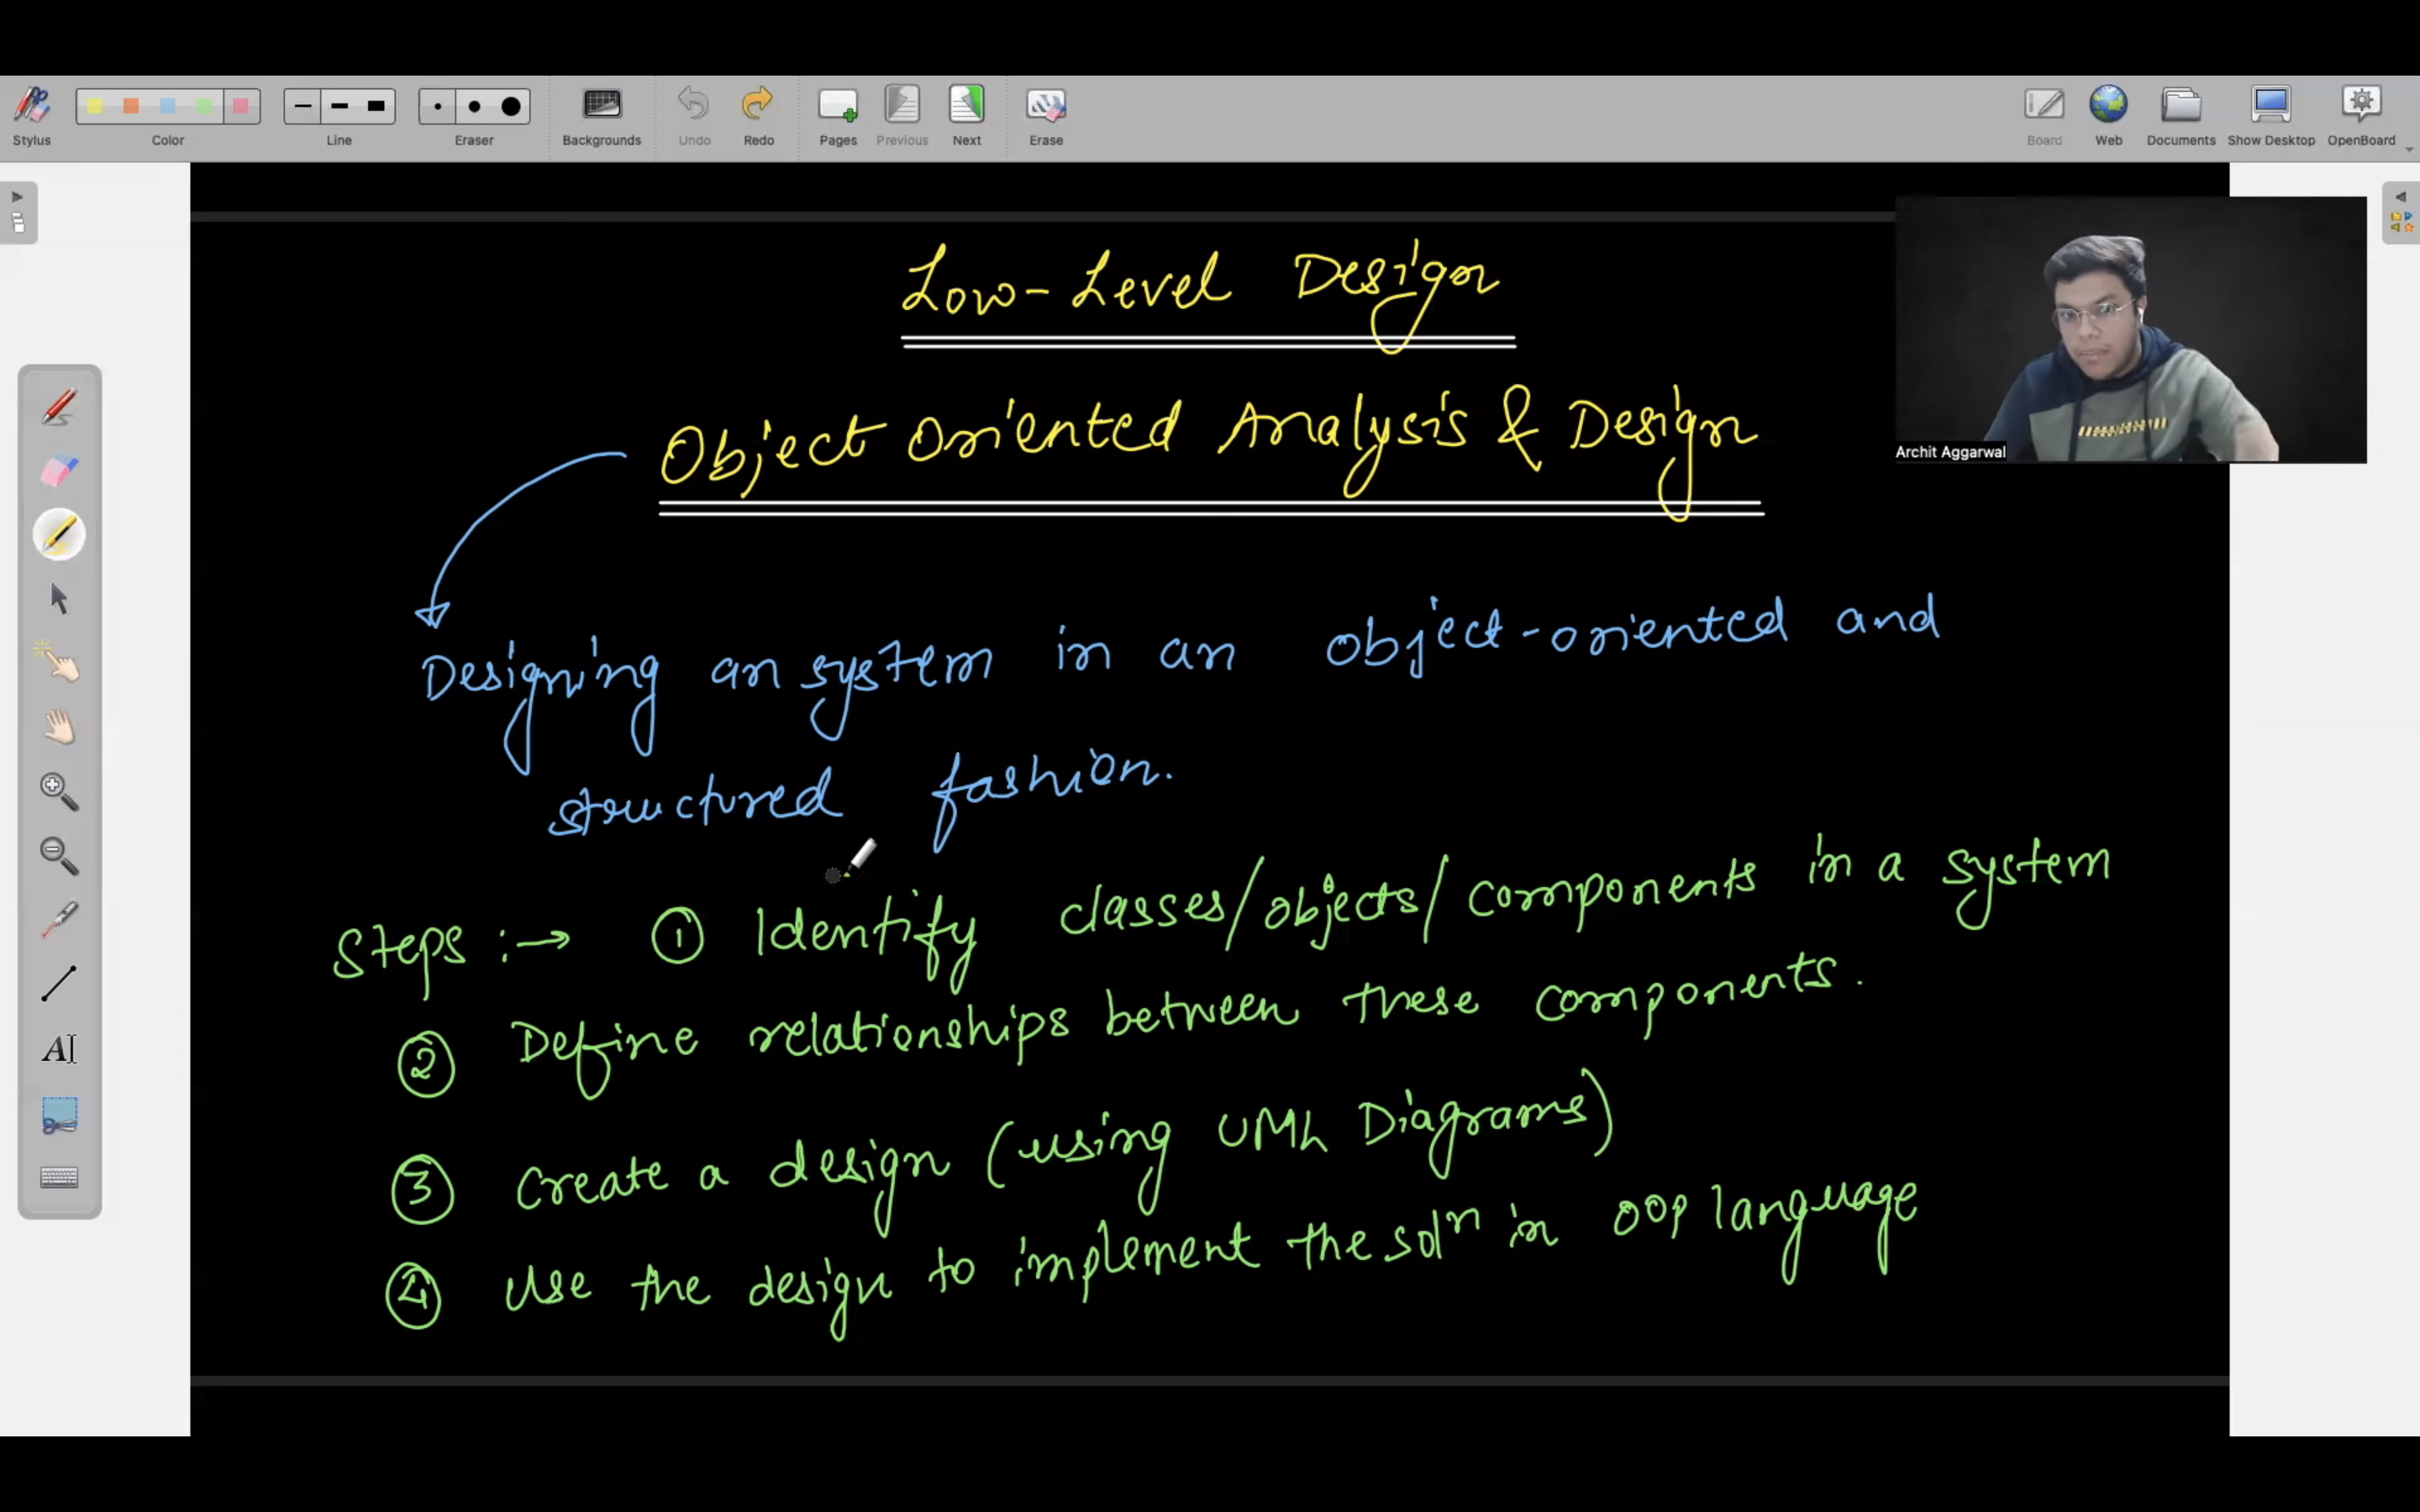 Stylus
Color
Line
Eraser
Backgrounds
Undo
Redo
Pages
Previous
Next
Erase
Board
Web
Documents
Show Desktop
OpenBoard
Low-Level Design
Object Oriented Analysis & Design
Archit Aggarwal
Designing an system in an object-oriented and
structured fashion.
Steps :→ ① Identify classes/objects/components in a system
② Define relationships between these components.
③ Create a design (using UML Diagrams)
④ Use the design to implement the solⁿ in OOP language